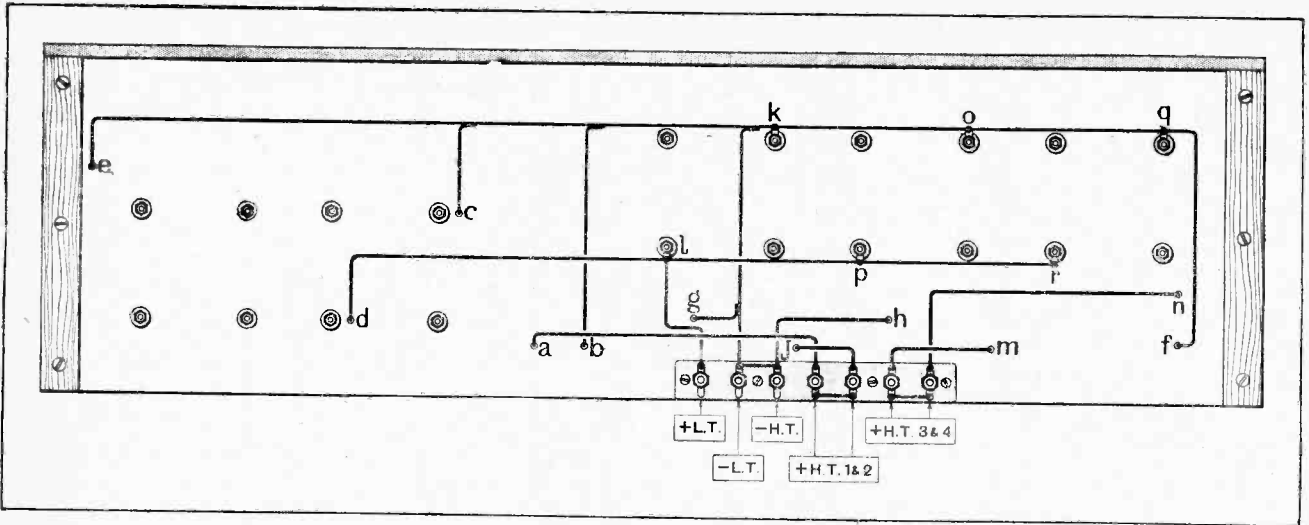 k o q
e
c
l
p r
g
d h n
a b J m f
+L.T. −H.T. +H.T. 3 & 4
−L.T. +H.T. 1 & 2